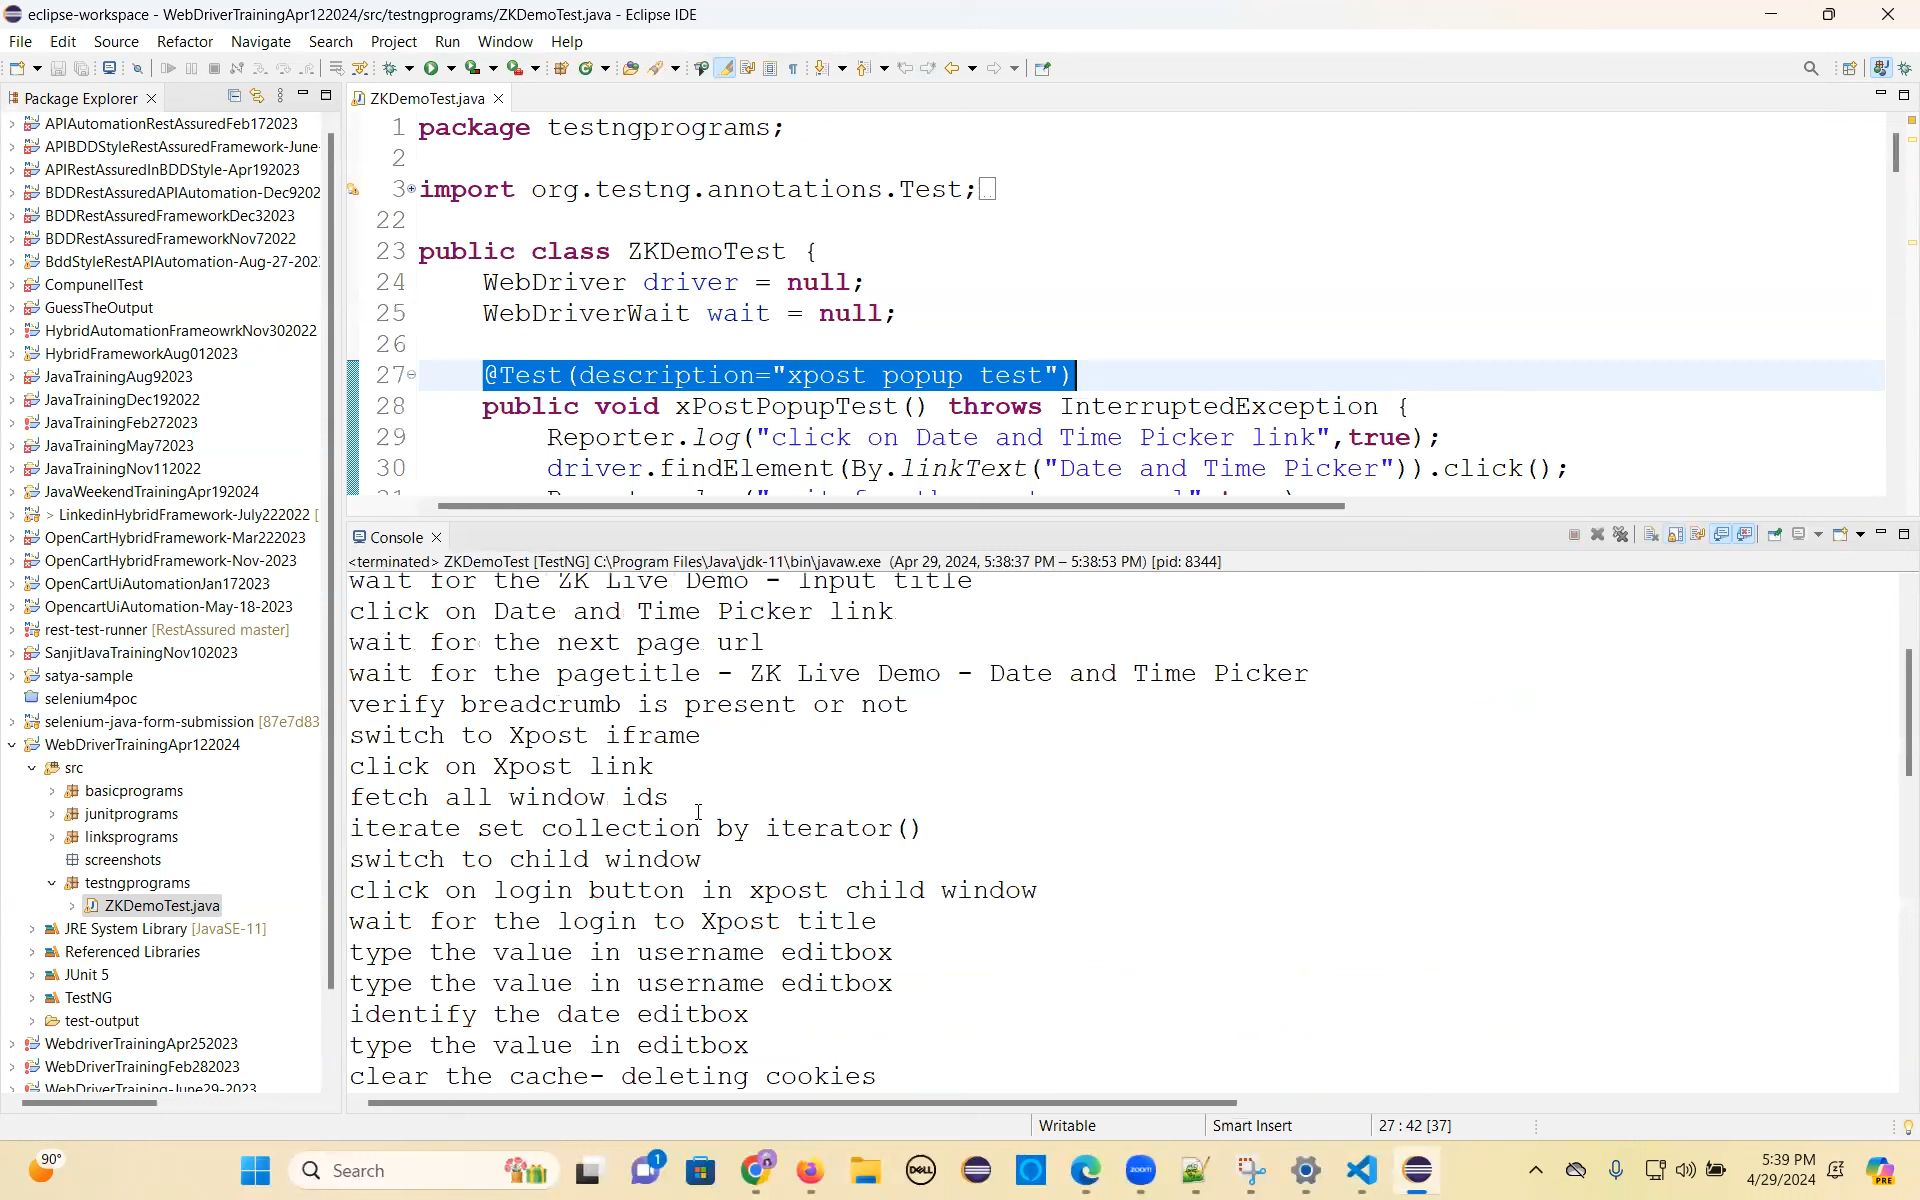 eclipse-workspace - WebDriverTrainingApr122024/src/testngprograms/ZKDemoTest.java - Eclipse IDE
File Edit Source Refactor Navigate Search Project Run Window Help
Package Explorer
ZKDemoTest.java
APIAutomationRestAssuredFeb172023
APIBDDStyleRestAssuredFramework-June-
APIRestAssuredInBDDStyle-Apr192023
BDDRestAssuredAPIAutomation-Dec9202
BDDRestAssuredFrameworkDec32023
BDDRestAssuredFrameworkNov72022
BddStyleRestAPIAutomation-Aug-27-202
CompunellTest
GuessTheOutput
HybridAutomationFrameowrkNov302022
HybridFrameworkAug012023
JavaTrainingAug92023
JavaTrainingDec192022
JavaTrainingFeb272023
JavaTrainingMay72023
JavaTrainingNov112022
JavaWeekendTrainingApr192024
> LinkedinHybridFramework-July222022 [
OpenCartHybridFramework-Mar222023
OpenCartHybridFramework-Nov-2023
OpenCartUiAutomationJan172023
OpencartUiAutomation-May-18-2023
rest-test-runner [RestAssured master]
SanjitJavaTrainingNov102023
satya-sample
selenium4poc
selenium-java-form-submission [87e7d83
WebDriverTrainingApr122024
src
basicprograms
junitprograms
linksprograms
screenshots
testngprograms
ZKDemoTest.java
JRE System Library [JavaSE-11]
Referenced Libraries
JUnit 5
TestNG
test-output
WebdriverTrainingApr252023
WebDriverTrainingFeb282023
WebDriverTraining-June29-2023
1 package testngprograms;
2
3 import org.testng.annotations.Test;
22
23 public class ZKDemoTest {
24 WebDriver driver = null;
25 WebDriverWait wait = null;
26
27 @Test(description="xpost popup test")
28 public void xPostPopupTest() throws InterruptedException {
29 Reporter.log("click on Date and Time Picker link",true);
30 driver.findElement(By.linkText("Date and Time Picker")).click();
Console
<terminated> ZKDemoTest [TestNG] C:\Program Files\Java\jdk-11\bin\javaw.exe (Apr 29, 2024, 5:38:37 PM – 5:38:53 PM) [pid: 8344]
wait for the ZK Live Demo - Input title
click on Date and Time Picker link
wait for the next page url
wait for the pagetitle - ZK Live Demo - Date and Time Picker
verify breadcrumb is present or not
switch to Xpost iframe
click on Xpost link
fetch all window ids
iterate set collection by iterator()
switch to child window
click on login button in xpost child window
wait for the login to Xpost title
type the value in username editbox
type the value in username editbox
identify the date editbox
type the value in editbox
clear the cache- deleting cookies
Writable
Smart Insert
27 : 42 [37]
90°
Search
1
DELL
zoom
5:39 PM
4/29/2024
PRE